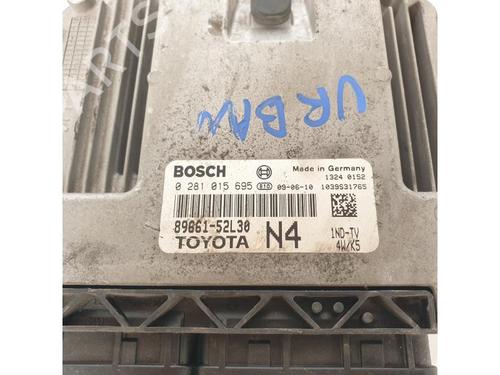 URBAN
BOSCH
Made in Germany
0 281 015 695 09-06-10
1324 0152
1039S31765
89661-52L30
TOYOTA
N4
1ND-TV
4W/K5